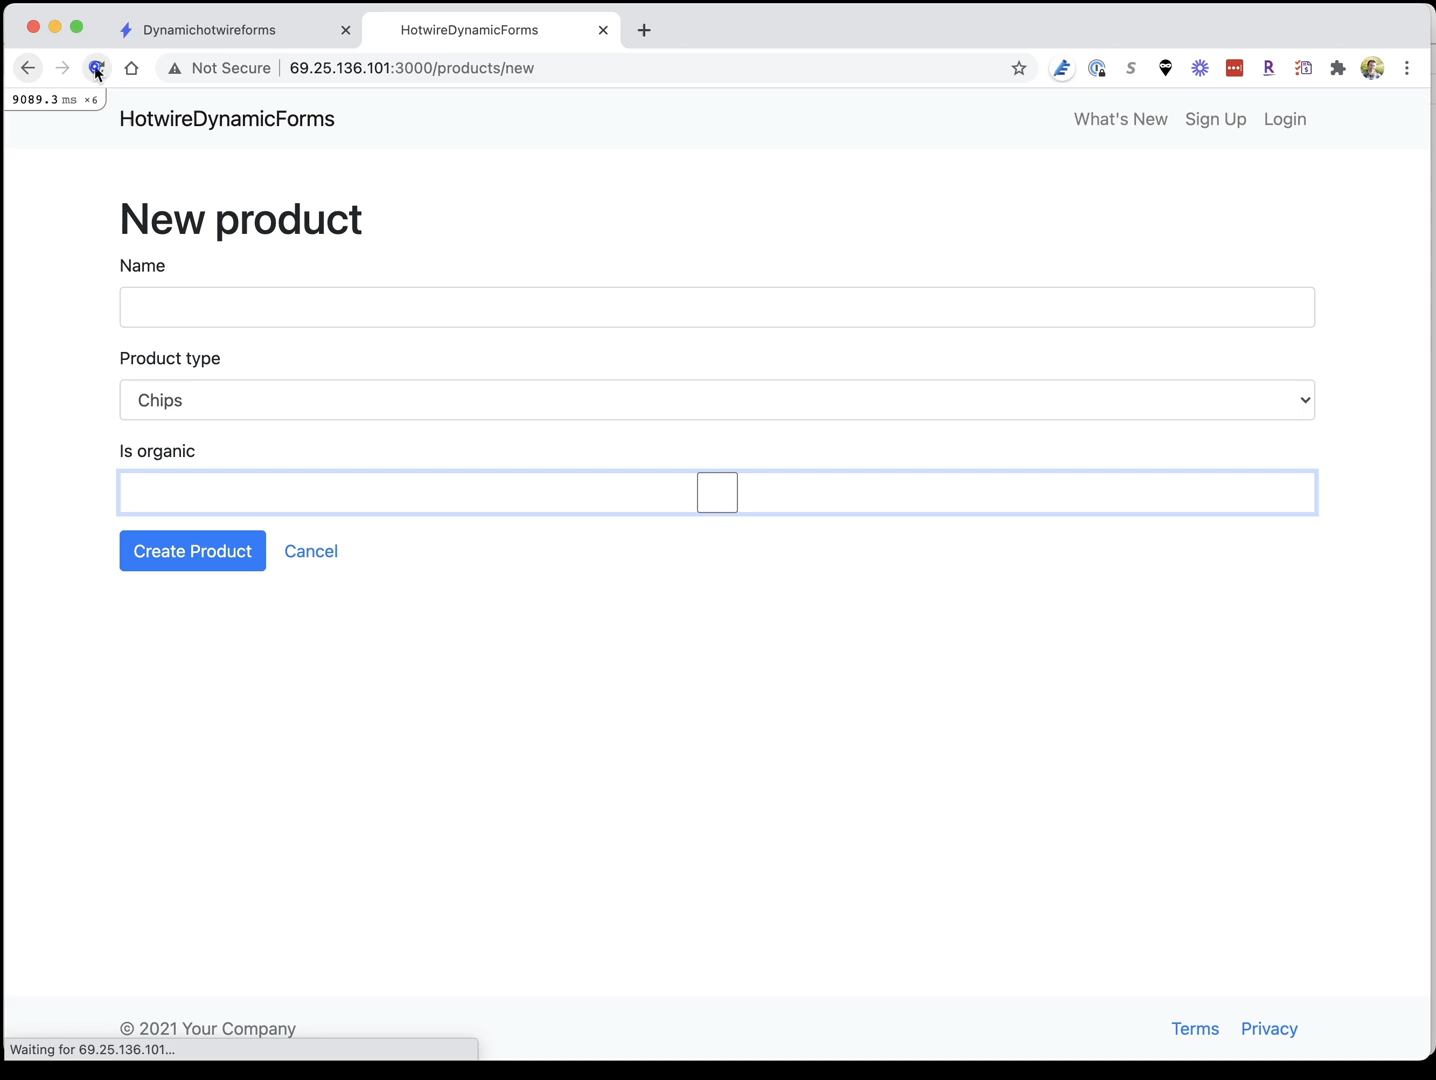 Dynamichotwireforms
HotwireDynamicForms
Not Secure 69.25.136.101:3000/products/new
9089.3 ms ×6
HotwireDynamicForms
What's New Sign Up Login
New product
Name
Product type
Chips
Is organic
Create Product Cancel
© 2021 Your Company
Terms Privacy
Waiting for 69.25.136.101...